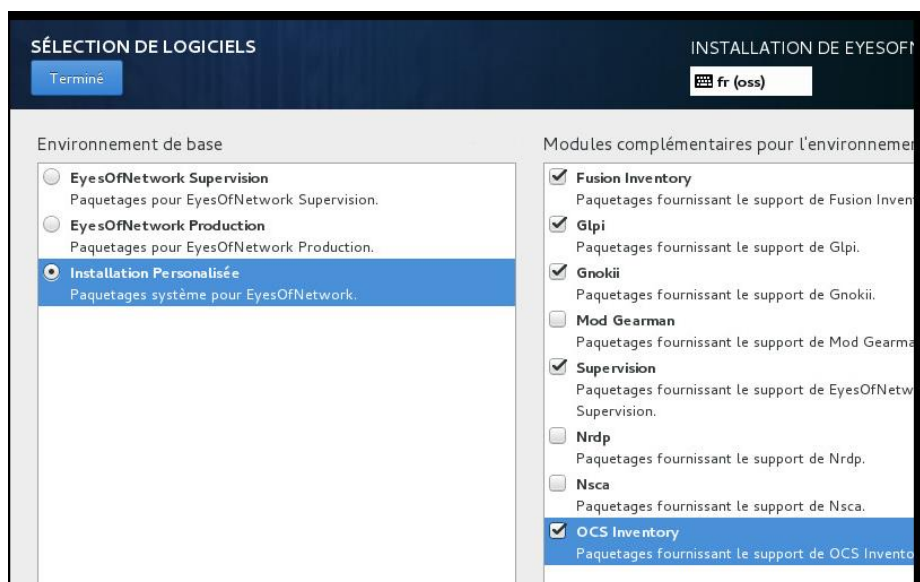 SÉLECTION DE LOGICIELS
Terminé
INSTALLATION DE EYESOFN
fr (oss)
Environnement de base
EyesOfNetwork Supervision
Paquetages pour EyesOfNetwork Supervision.
EyesOfNetwork Production
Paquetages pour EyesOfNetwork Production.
Installation Personalisée
Paquetages système pour EyesOfNetwork.
Modules complémentaires pour l'environnemen
Fusion Inventory
Paquetages fournissant le support de Fusion Inven
Glpi
Paquetages fournissant le support de Glpi.
Gnokii
Paquetages fournissant le support de Gnokii.
Mod Gearman
Paquetages fournissant le support de Mod Gearma
Supervision
Paquetages fournissant le support de EyesOfNetw
Supervision.
Nrdp
Paquetages fournissant le support de Nrdp.
Nsca
Paquetages fournissant le support de Nsca.
OCS Inventory
Paquetages fournissant le support de OCS Invento